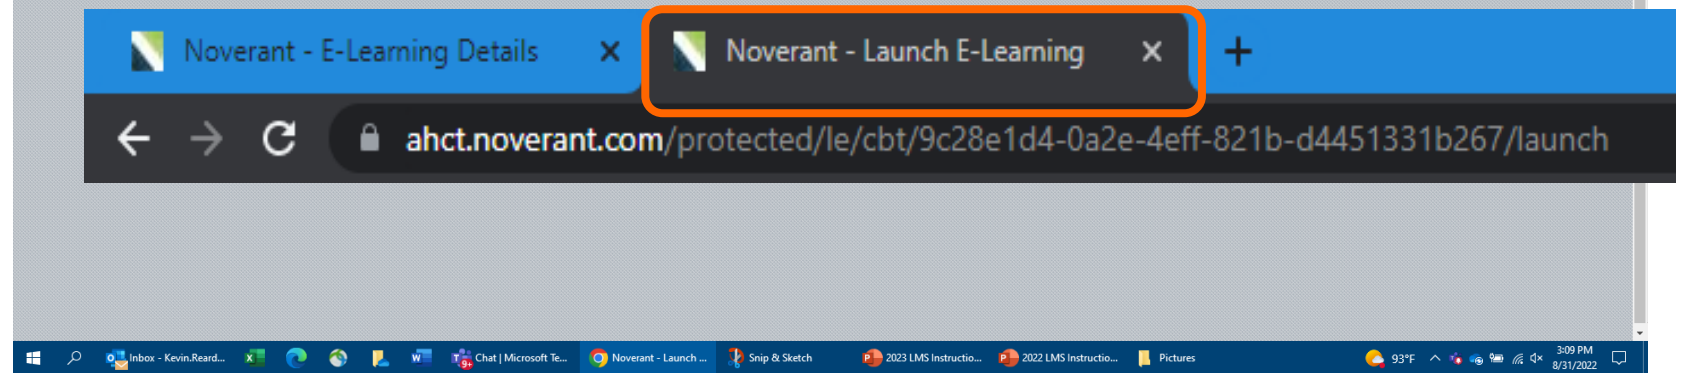 Noverant - E-Learning Details
Noverant - Launch E-Learning
ahct.noverant.com/protected/le/cbt/9c28e1d4-0a2e-4eff-821b-d4451331b267/launch
Inbox - Kevin.Reard...
9+
Chat | Microsoft Te...
Noverant - Launch ...
Snip & Sketch
2023 LMS Instructio...
2022 LMS Instructio...
Pictures
93°F
3:09 PM
8/31/2022